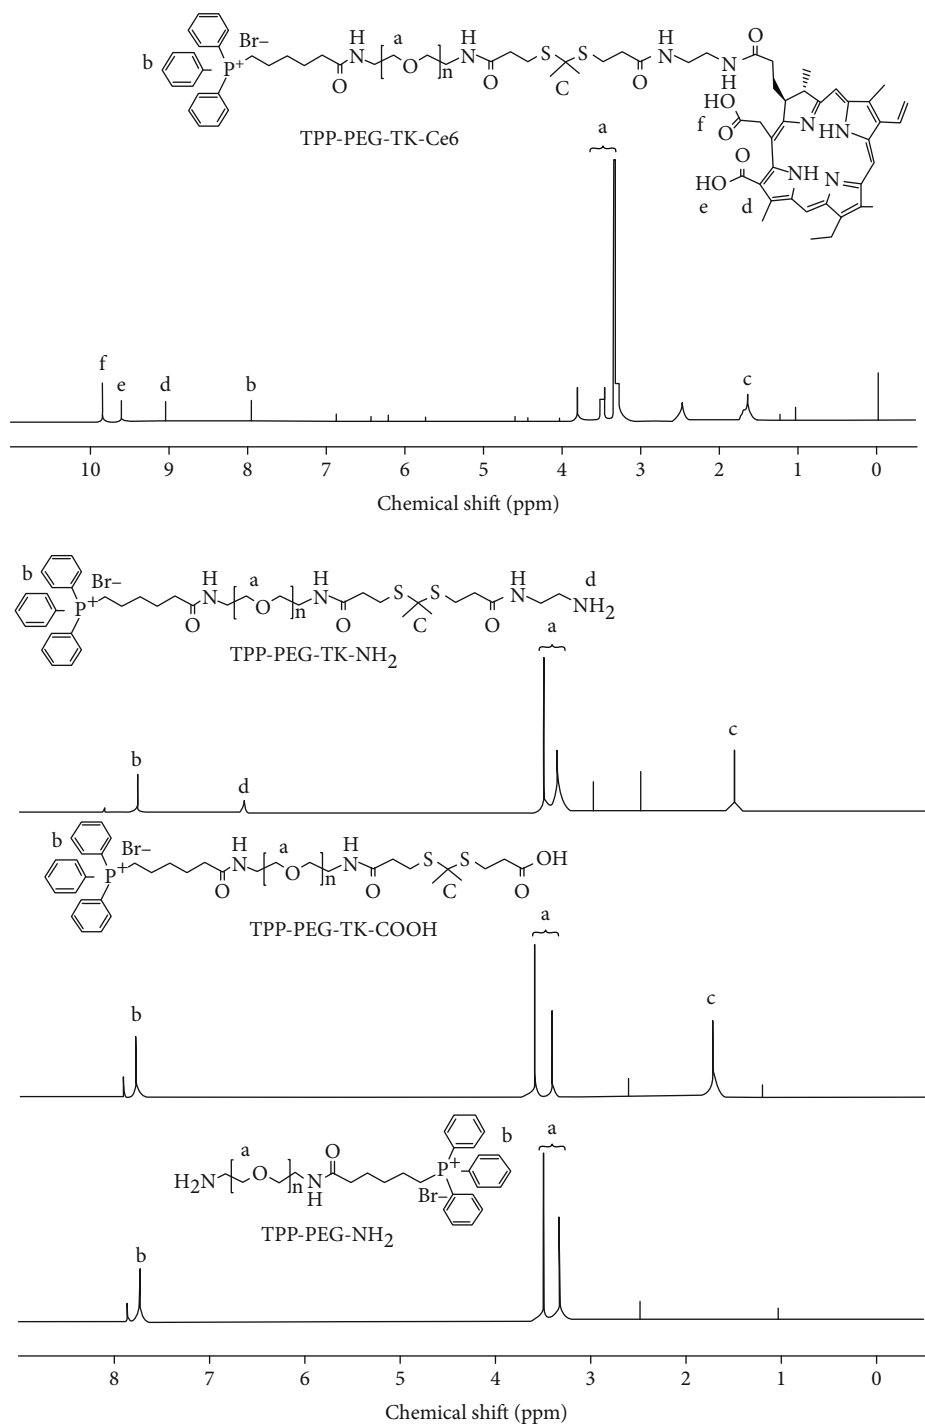 Br–
b
P+
H
N
a
O
n
H
N
O
O
S
S
C
O
H
N
N
H
O
HO
O
f
N
HN
O
HO
NH
N
e
d
TPP-PEG-TK-Ce6
a
f
e
d
b
c
10 9 8 7 6 5 4 3 2 1 0
Chemical shift (ppm)
b
Br–
P+
O
H
N
a
O
n
H
N
O
S
S
C
O
H
N
d
NH2
TPP-PEG-TK-NH2
a
b
d
c
b
Br–
P+
O
H
N
a
O
n
H
N
O
S
S
C
O
OH
TPP-PEG-TK-COOH
a
b
c
H2N
a
O
n
N
H
O
P+
Br–
b
TPP-PEG-NH2
a
b
8 7 6 5 4 3 2 1 0
Chemical shift (ppm)